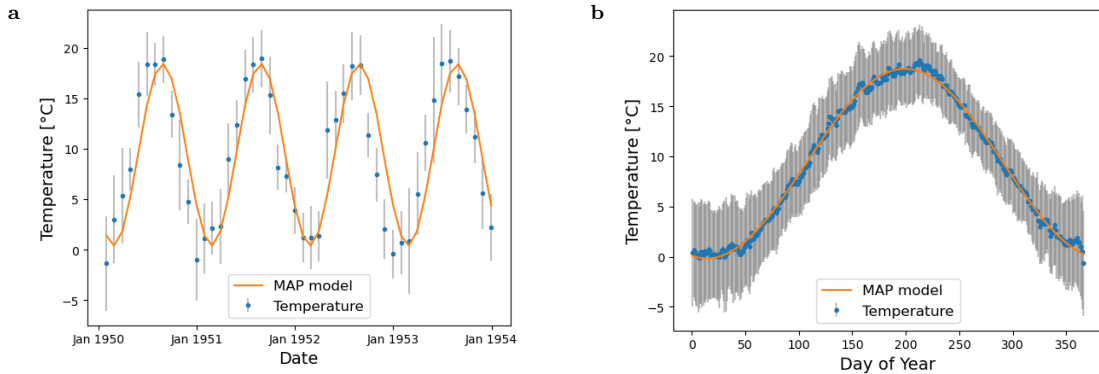 a
Temperature [°C]
20
15
10
5
0
−5
MAP model
Temperature
Jan 1950
Jan 1951
Jan 1952
Jan 1953
Jan 1954
Date
b
Temperature [°C]
20
15
10
5
0
−5
MAP model
Temperature
0
50
100
150
200
250
300
350
Day of Year